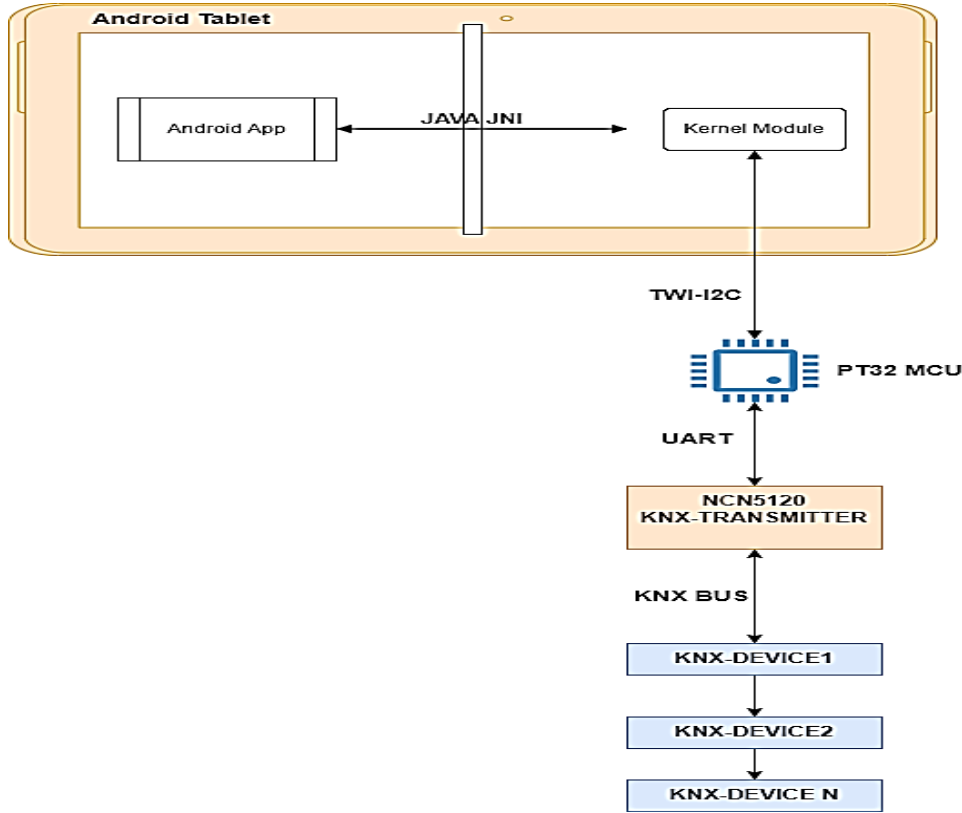 Android Tablet
Android App
JAVA JNI
Kernel Module
TWI-I2C
PT32 MCU
UART
NCN5120
KNX-TRANSMITTER
KNX BUS
KNX-DEVICE1
KNX-DEVICE2
KNX-DEVICE N